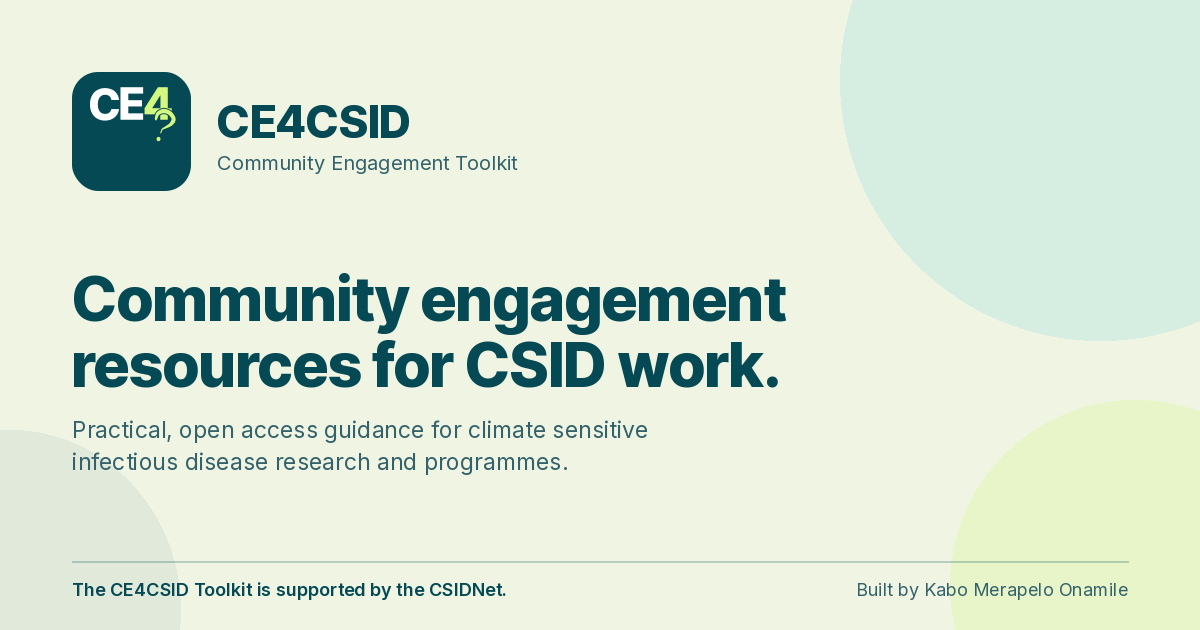 CE4?
CE4CSID
Community Engagement Toolkit
Community engagement
resources for CSID work.
Practical, open access guidance for climate sensitive
infectious disease research and programmes.
The CE4CSID Toolkit is supported by the CSIDNet.
Built by Kabo Merapelo Onamile